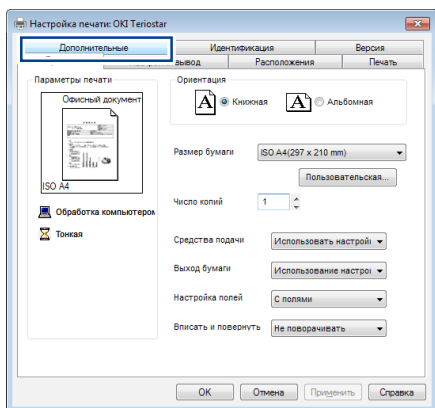 Настройка печати: OKI Teriostar
Дополнительные
Идентификация
Версия
вывод
Расположения
Печать
Параметры печати
Офисный документ
ISO A4
Обработка компьютером
Тонкая
Ориентация
A
Книжная
A
Альбомная
Размер бумаги
ISO A4(297 x 210 mm)
Пользовательская...
Число копий
1
Средства подачи
Использовать настрой
Выход бумаги
Использование настрої
Настройка полей
С полями
Вписать и повернуть
Не поворачивать
OK
Отмена
Применить
Справка